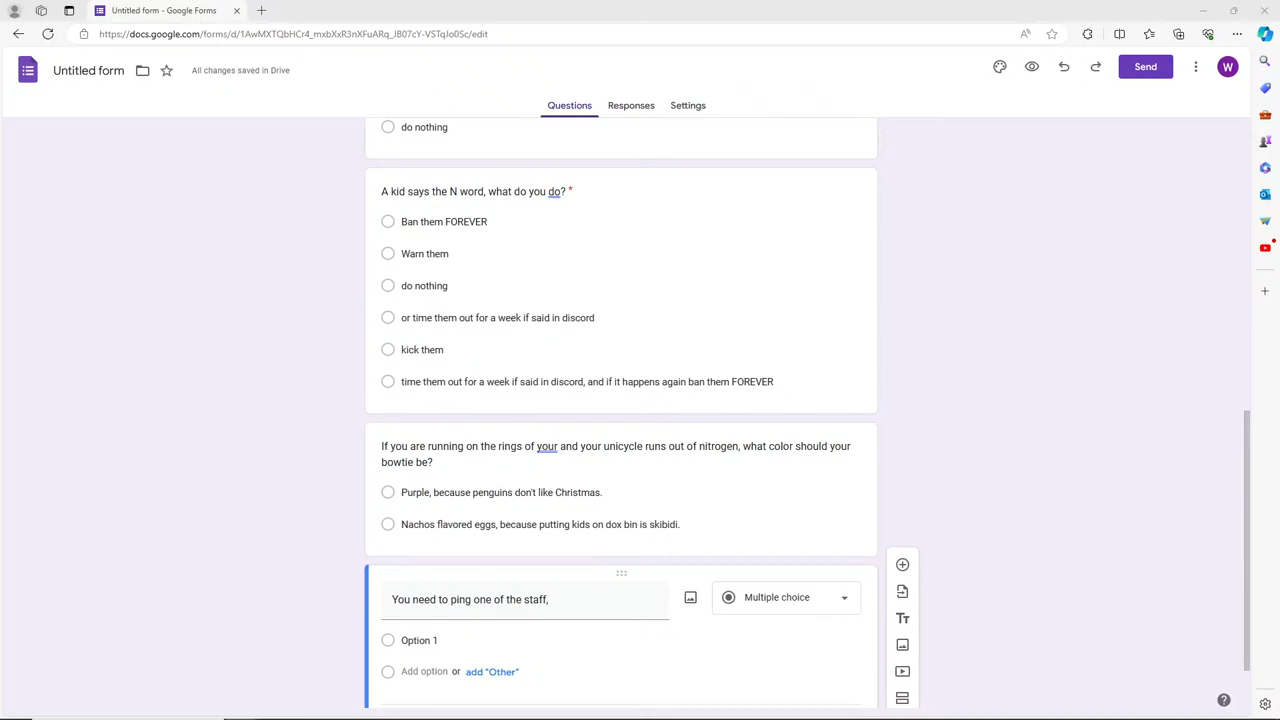 Untitled form - Google Forms
https://docs.google.com/forms/d/1AwMXTQbHCr4_mxbXxR3nXFuARq_JB07cY-VSTqJo0Sc/edit
Untitled form
All changes saved in Drive
Send
W
Questions
Responses
Settings
do nothing
A kid says the N word, what do you do? *
Ban them FOREVER
Warn them
do nothing
or time them out for a week if said in discord
kick them
time them out for a week if said in discord, and if it happens again ban them FOREVER
If you are running on the rings of your and your unicycle runs out of nitrogen, what color should your
bowtie be?
Purple, because penguins don't like Christmas.
Nachos flavored eggs, because putting kids on dox bin is skibidi.
You need to ping one of the staff,
Multiple choice
Option 1
Add option or add "Other"